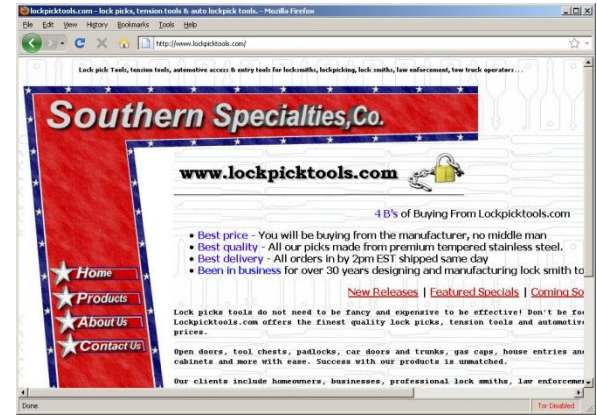 lockpicktools.com - lock picks, tension tools & auto lockpick tools. - Mozilla Firefox
File Edit View History Bookmarks Tools Help
http://www.lockpicktools.com/
Lock pick Tools, tension tools, automotive access & entry tools for locksmiths, lockpicking, lock smiths, law enforcement, tow truck operators...
Southern Specialties,Co.
www.lockpicktools.com
4 B's of Buying From Lockpicktools.com
• Best price - You will be buying from the manufacturer, no middle man
• Best quality - All our picks made from premium tempered stainless steel.
• Best delivery - All orders in by 2pm EST shipped same day
• Been in business for over 30 years designing and manufacturing lock smith to
Home
Products
About Us
Contact Us
New Releases | Featured Specials | Coming So
Lock picks tools do not need to be fancy and expensive to be effective! Don't be foo
Lockpicktools.com offers the finest quality lock picks, tension tools and automotive
prices.
Open doors, tool chests, padlocks, car doors and trunks, gas caps, house entries and
cabinets and more with ease. Success with our products is unmatched.
Our clients include homeowners, businesses, professional lock smiths, law enforcemen
Done
Tor Disabled